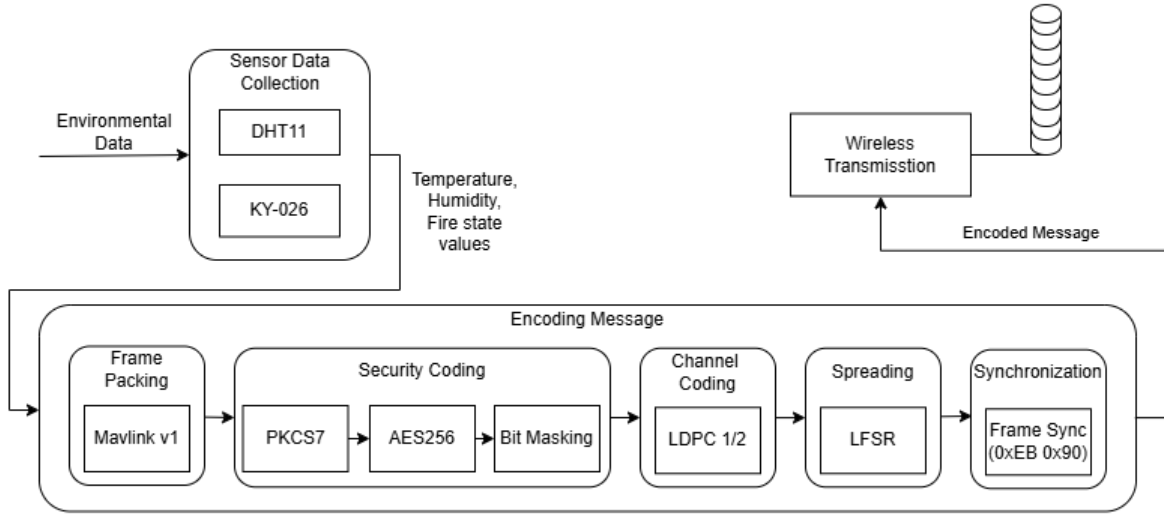 Sensor Data
Collection
DHT11
KY-026
Environmental
Data
Temperature,
Humidity,
Fire state
values
Wireless
Transmisstion
Encoded Message
Encoding Message
Frame
Packing
Mavlink v1
Security Coding
PKCS7
AES256
Bit Masking
Channel
Coding
LDPC 1/2
Spreading
LFSR
Synchronization
Frame Sync
(0xEB 0x90)